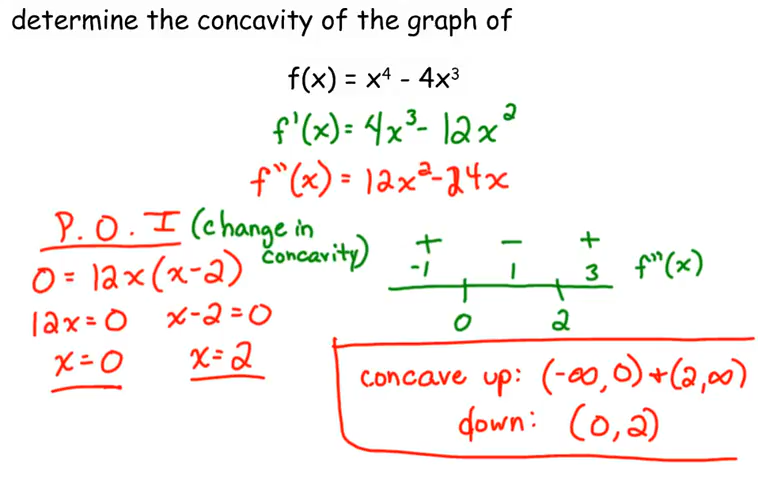 determine the concavity of the graph of
f(x) = x⁴ - 4x³
f'(x) = 4x³ - 12x²
f"(x) = 12x² - 24x
P.O.I (change in concavity)
0 = 12x(x-2)
12x=0 x-2=0
x=0 x=2
+ - +
-1 1 3 f"(x)
0 2
concave up: (-∞,0)+(2,∞)
down: (0,2)